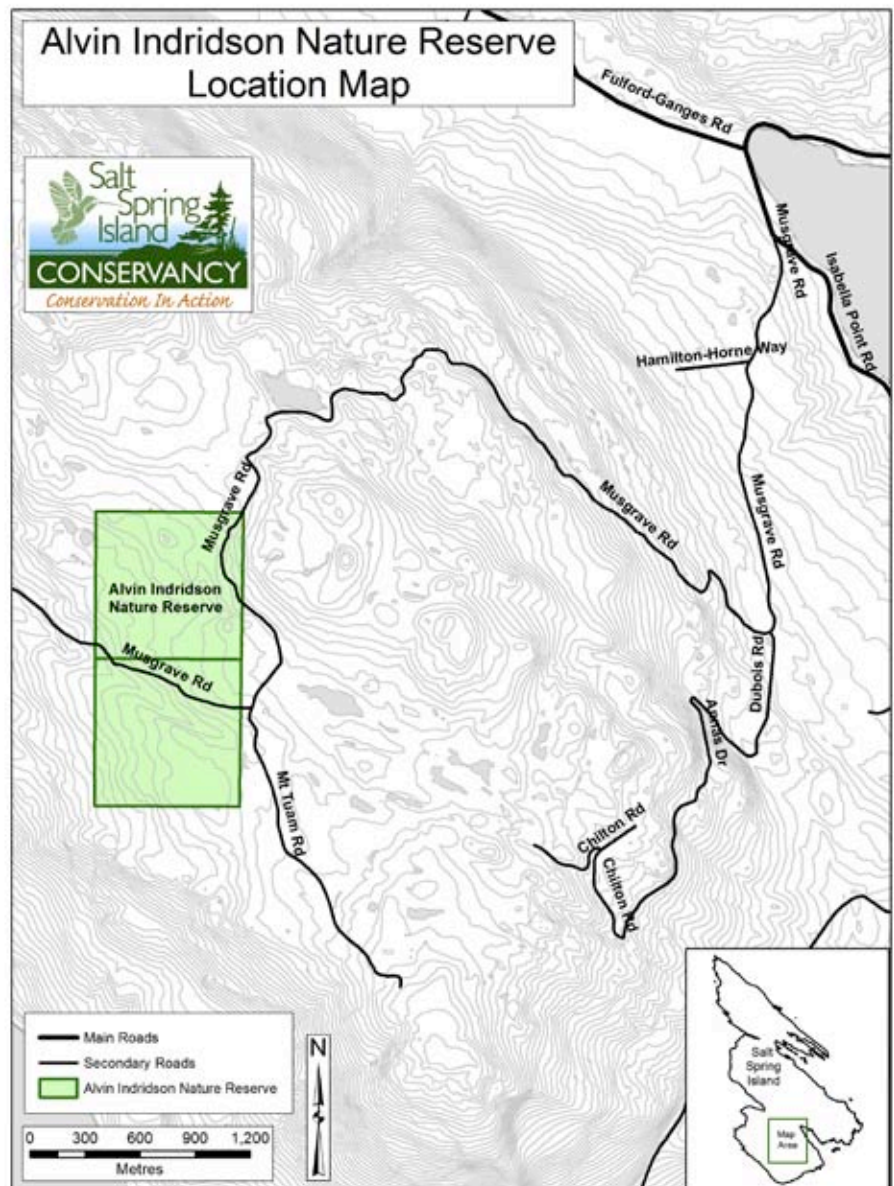 Alvin Indridson Nature Reserve
Location Map
Fulford-Ganges Rd
Salt
Spring
Island
CONSERVANCY
Conservation In Action
Musgrave Rd
Isabella Point Rd
Hamilton-Horne Way
Musgrave Rd
Musgrave Rd
Musgrave Rd
Alvin Indridson
Nature Reserve
Musgrave Rd
Dubois Rd
Annas Dr
Mt Tuam Rd
Chilton Rd
Chilton Rd
Main Roads
Secondary Roads
Alvin Indridson Nature Reserve
N
0 300 600 900 1,200
Metres
Salt
Spring
Island
Map
Area